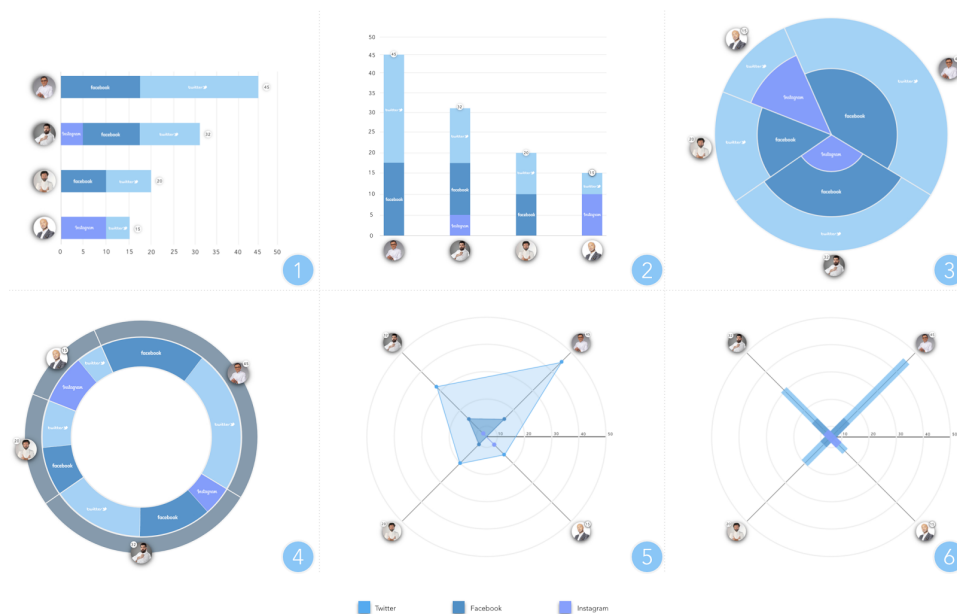 facebook
twitter
45
instagram
facebook
twitter
32
facebook
twitter
20
instagram
twitter
15
0 5 10 15 20 25 30 35 40 45 50
1
50
45
40
35
30
25
20
15
10
5
0
twitter
facebook
twitter
facebook
instagram
twitter
facebook
twitter
instagram
2
twitter
twitter
instagram
facebook
twitter
facebook
instagram
facebook
twitter
3
twitter
facebook
instagram
twitter
twitter
facebook
instagram
twitter
facebook
4
10 20 30 40 50
5
10 20 30 40 50
6
Twitter
Facebook
Instagram